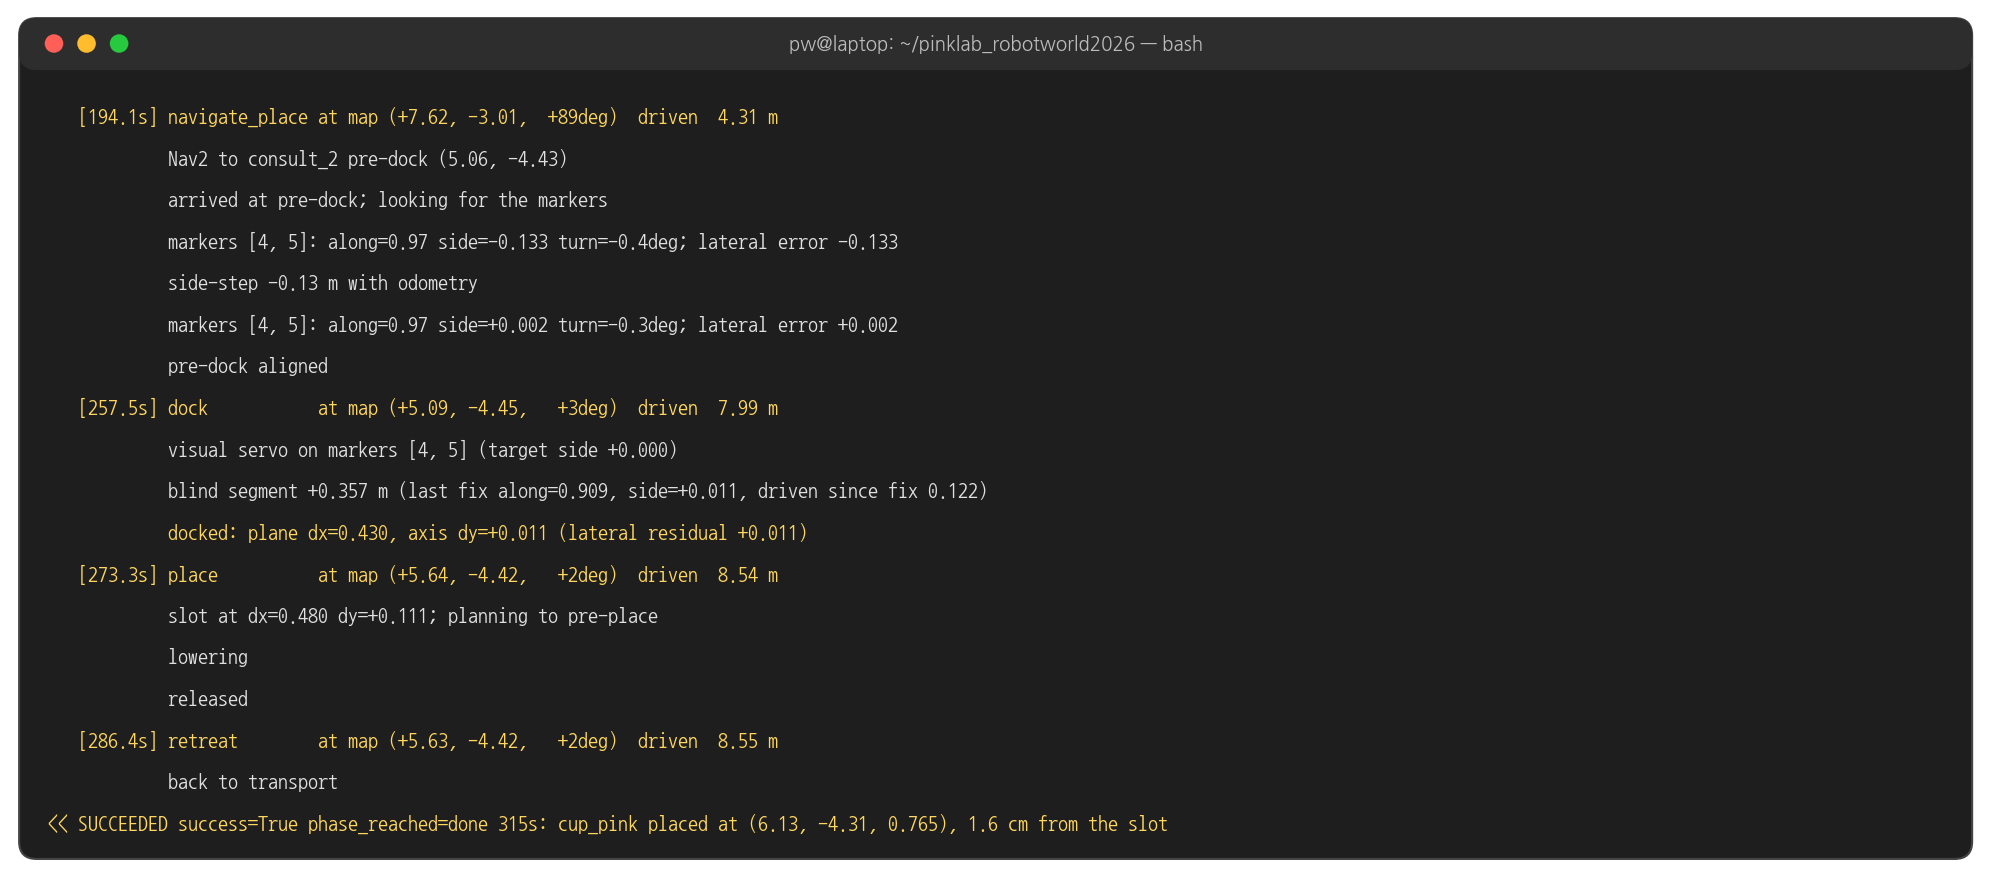 pw@laptop: ~/pinklab_robotworld2026 — bash
[194.1s] navigate_place at map (+7.62, -3.01,  +89deg)  driven  4.31 m
Nav2 to consult_2 pre-dock (5.06, -4.43)
arrived at pre-dock; looking for the markers
markers [4, 5]: along=0.97 side=-0.133 turn=-0.4deg; lateral error -0.133
side-step -0.13 m with odometry
markers [4, 5]: along=0.97 side=+0.002 turn=-0.3deg; lateral error +0.002
pre-dock aligned
[257.5s] dock           at map (+5.09, -4.45,   +3deg)  driven  7.99 m
visual servo on markers [4, 5] (target side +0.000)
blind segment +0.357 m (last fix along=0.909, side=+0.011, driven since fix 0.122)
docked: plane dx=0.430, axis dy=+0.011 (lateral residual +0.011)
[273.3s] place          at map (+5.64, -4.42,   +2deg)  driven  8.54 m
slot at dx=0.480 dy=+0.111; planning to pre-place
lowering
released
[286.4s] retreat        at map (+5.63, -4.42,   +2deg)  driven  8.55 m
back to transport
<< SUCCEEDED success=True phase_reached=done 315s: cup_pink placed at (6.13, -4.31, 0.765), 1.6 cm from the slot